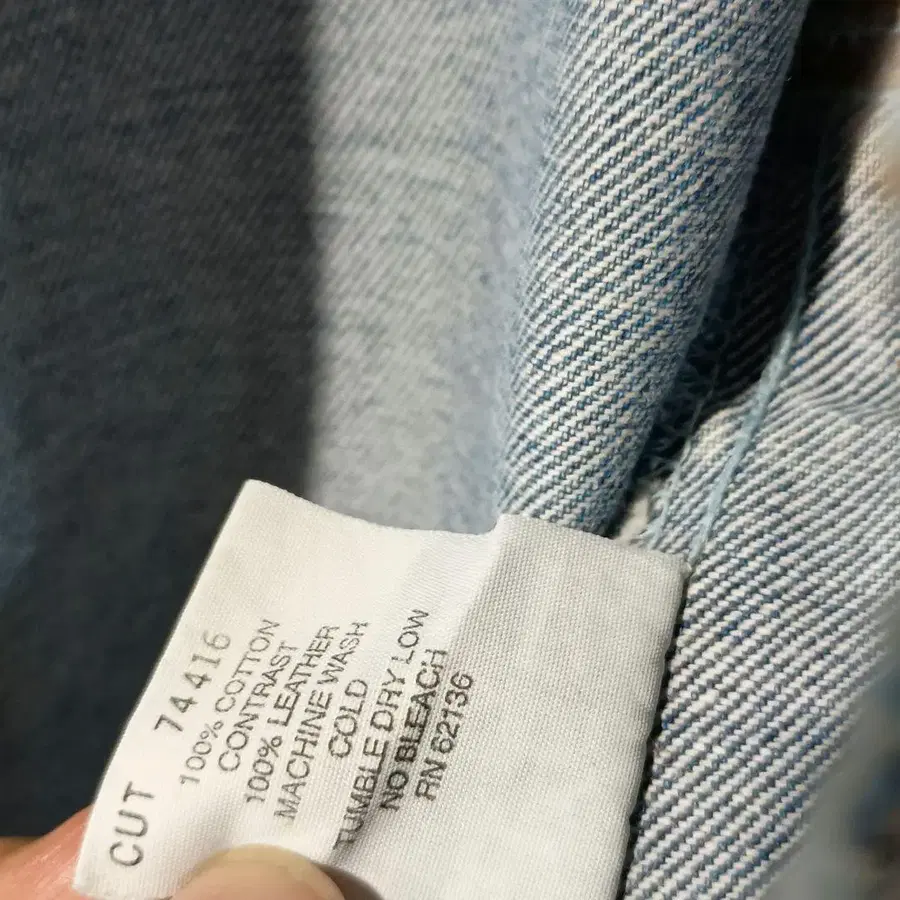 CUT 74416
100% COTTON
CONTRAST
100% LEATHER
MACHINE WASH
COLD
TUMBLE DRY LOW
NO BLEACH
RN 62136